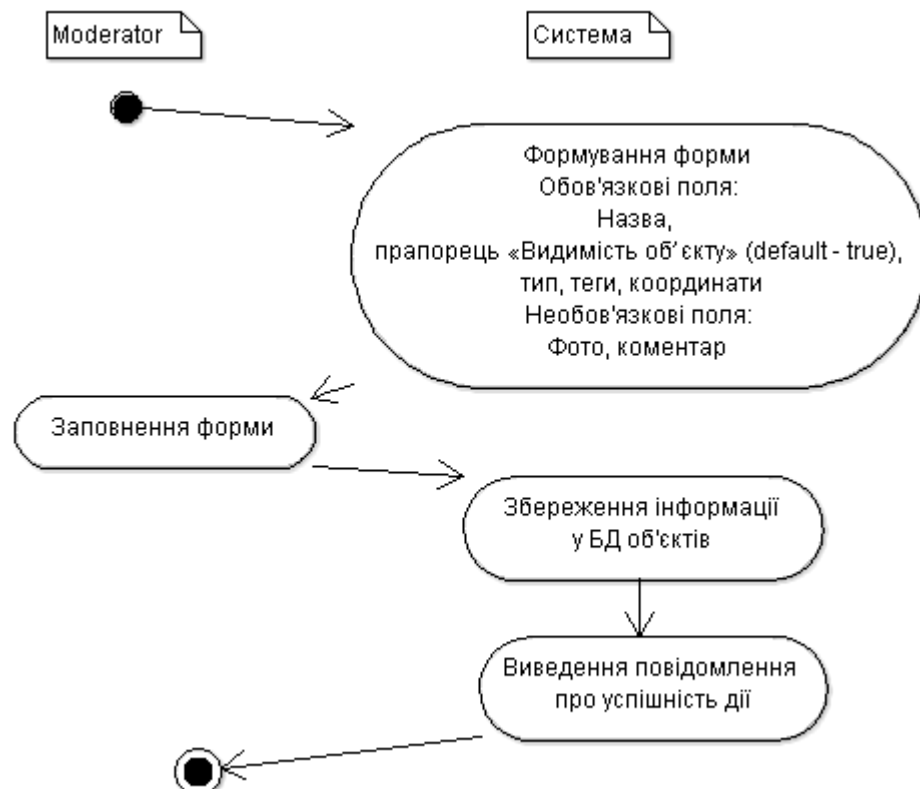 Moderator
Система
Формування форми
Обов'язкові поля:
Назва,
прапорець «Видимість об'єкту» (default - true),
тип, теги, координати
Необов'язкові поля:
Фото, коментар
Заповнення форми
Збереження інформації
у БД об'єктів
Виведення повідомлення
про успішність дії